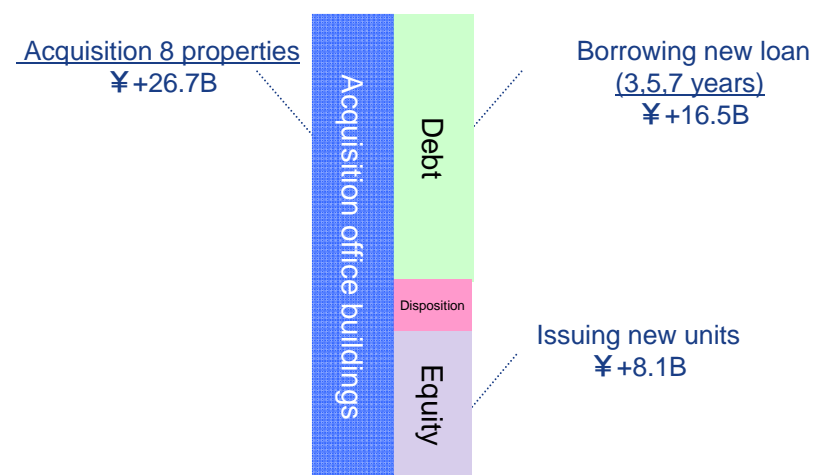 Acquisition 8 properties
¥+26.7B
Acquisition office buildings
Debt
Borrowing new loan
(3,5,7 years)
¥+16.5B
Disposition
Equity
Issuing new units
¥+8.1B